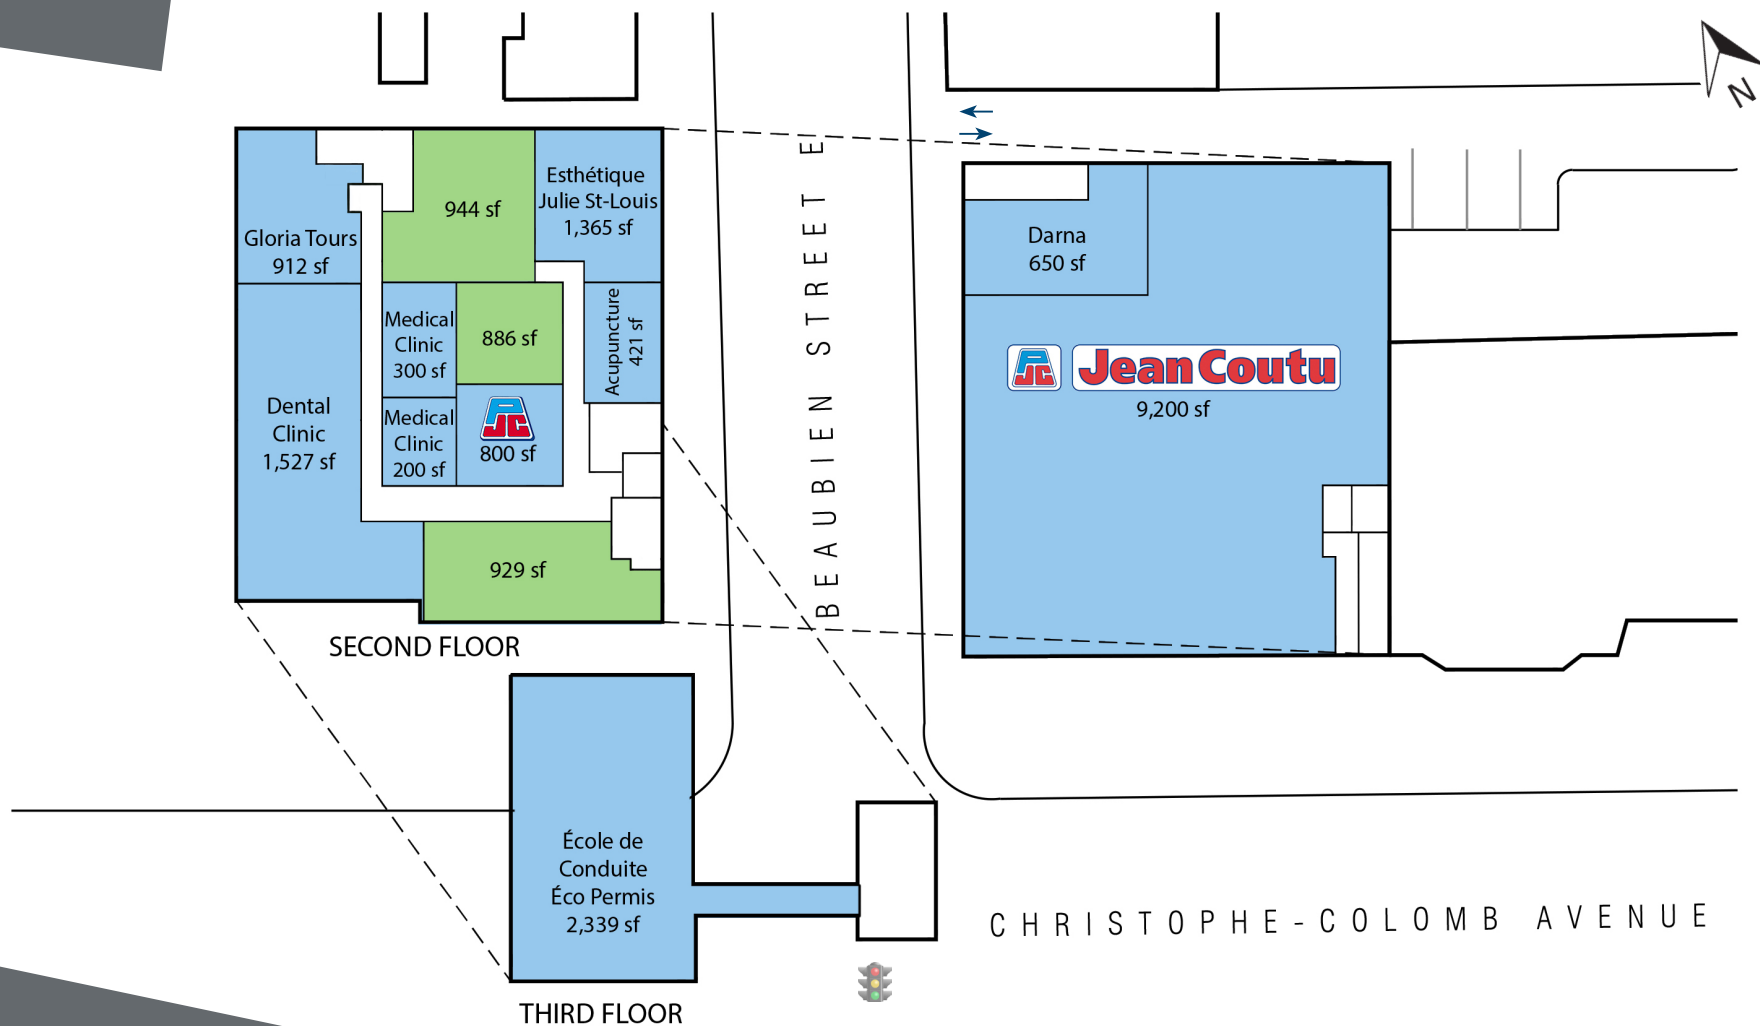 N
944 sf
Esthétique
Julie St-Louis
1,365 sf
Gloria Tours
912 sf
Medical
Clinic
300 sf
886 sf
Acupuncture
421 sf
Dental
Clinic
1,527 sf
Medical
Clinic
200 sf
PJC
800 sf
929 sf
SECOND FLOOR
BEAUBIEN STREET E
Darna
650 sf
PJC Jean Coutu
9,200 sf
École de
Conduite
Éco Permis
2,339 sf
THIRD FLOOR
CHRISTOPHE-COLOMB AVENUE